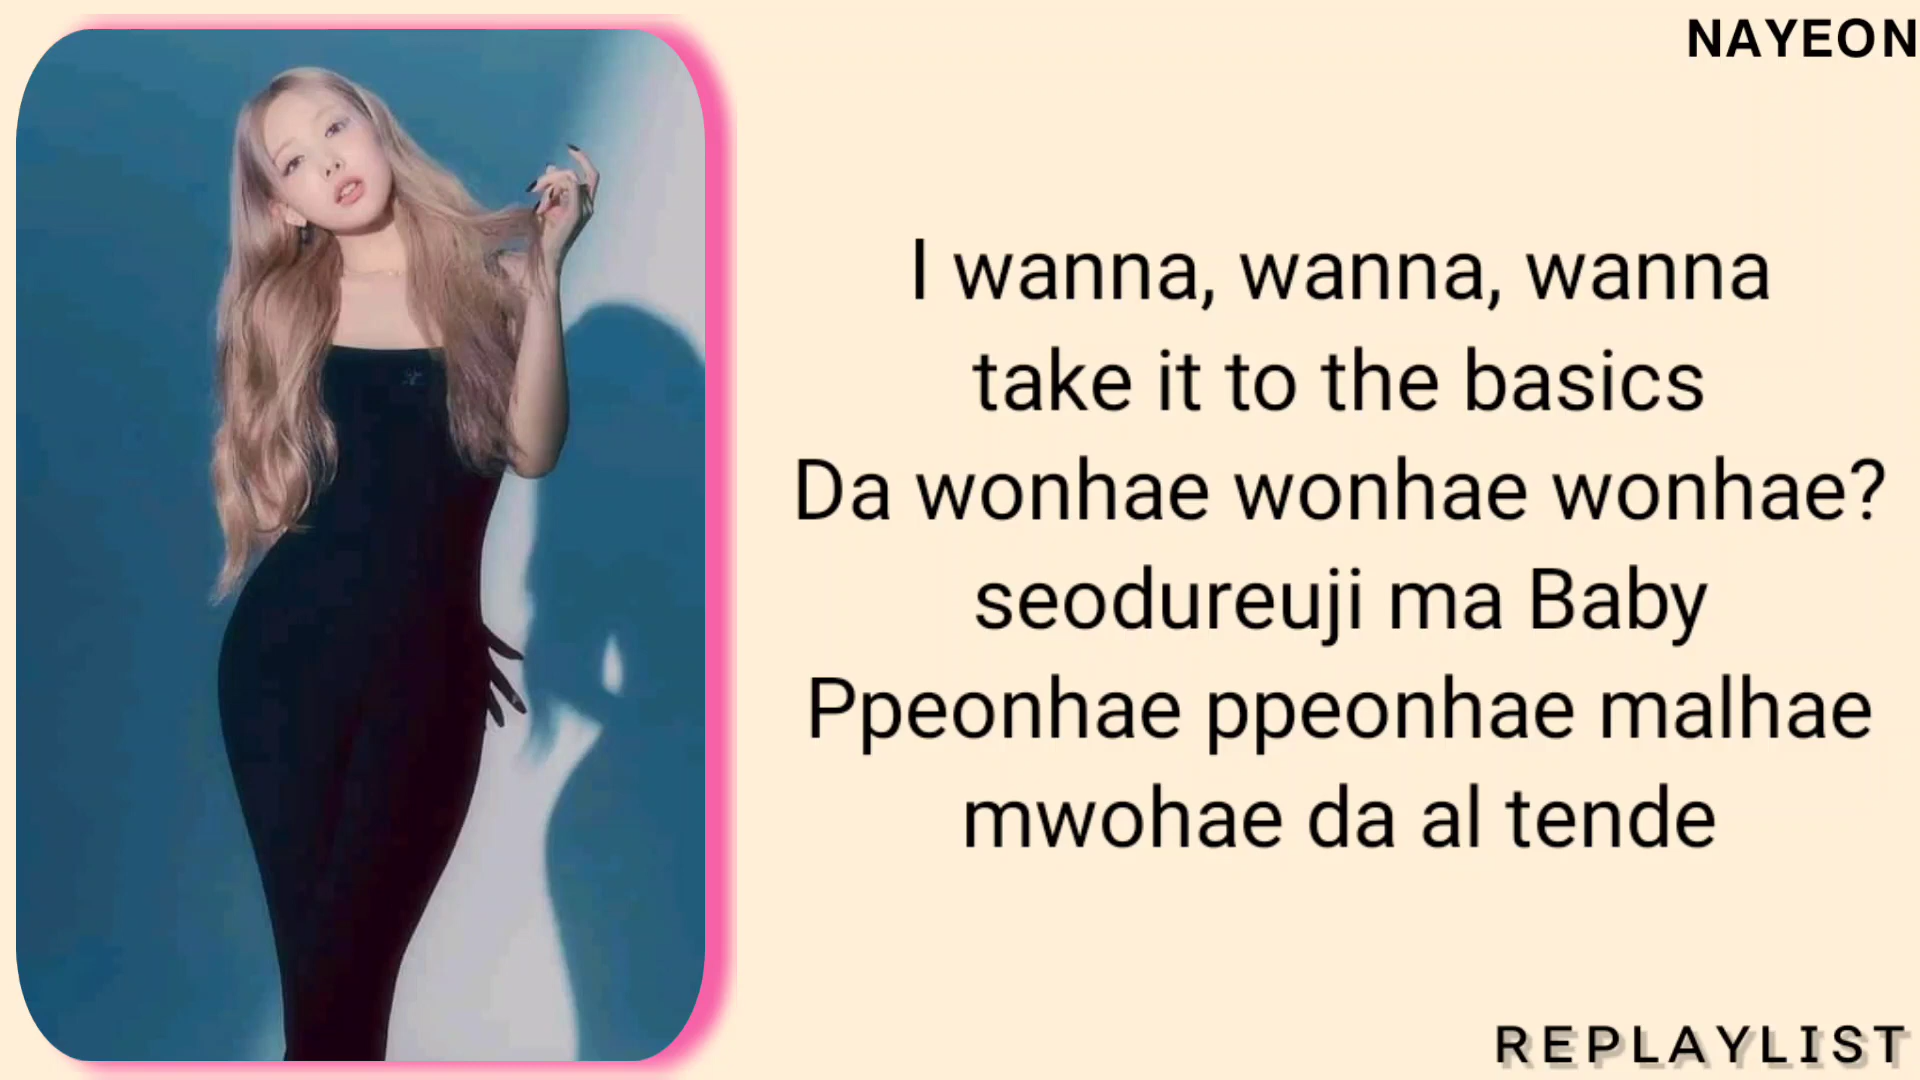 NAYEON
I wanna, wanna, wanna
take it to the basics
Da wonhae wonhae wonhae?
seodureuji ma Baby
Ppeonhae ppeonhae malhae
mwohae da al tende
REPLAYLIST